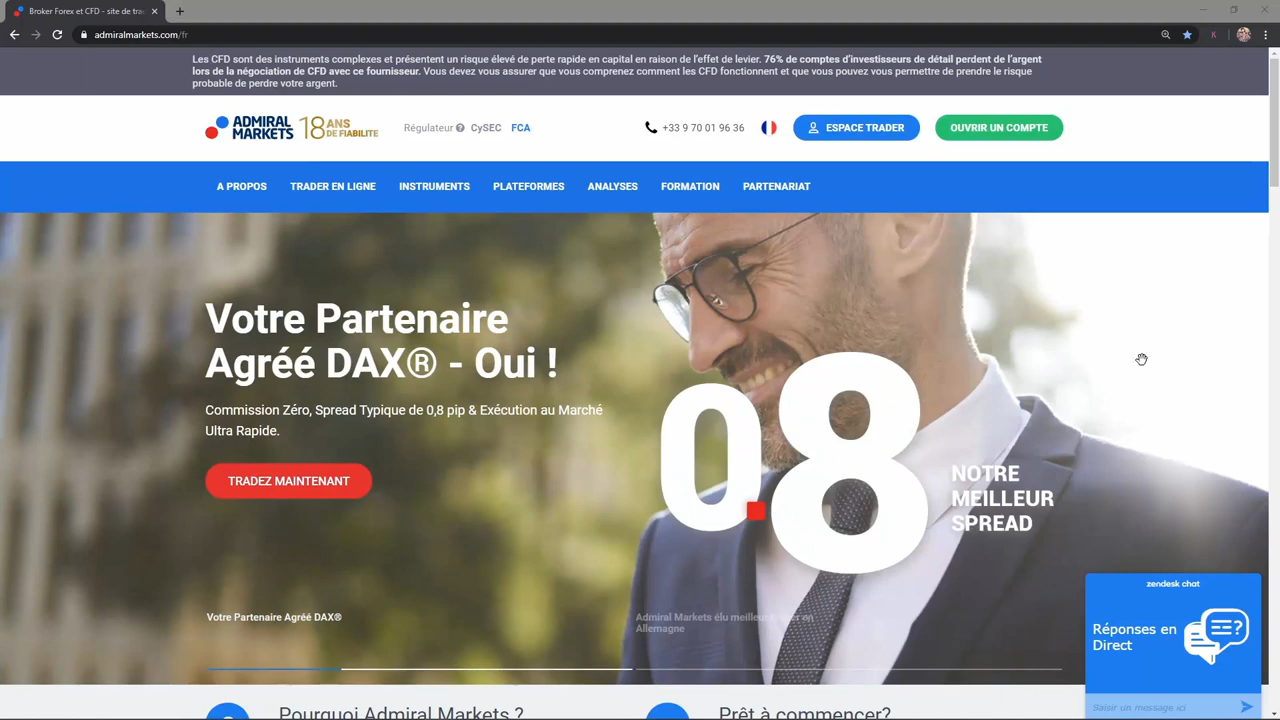 Broker Forex et CFD - site de tra
admiralmarkets.com/fr
K
Les CFD sont des instruments complexes et présentent un risque élevé de perte rapide en capital en raison de l'effet de levier. 76% de comptes d'investisseurs de détail perdent de l'argent
lors de la négociation de CFD avec ce fournisseur. Vous devez vous assurer que vous comprenez comment les CFD fonctionnent et que vous pouvez vous permettre de prendre le risque
probable de perdre votre argent.
ADMIRAL MARKETS 18 ANS DE FIABILITE
Régulateur CySEC FCA
+33 9 70 01 96 36
ESPACE TRADER
OUVRIR UN COMPTE
A PROPOS TRADER EN LIGNE INSTRUMENTS PLATEFORMES ANALYSES FORMATION PARTENARIAT
Votre Partenaire
Agréé DAX® - Oui !
Commission Zéro, Spread Typique de 0,8 pip & Exécution au Marché
Ultra Rapide.
TRADEZ MAINTENANT
0.8
NOTRE
MEILLEUR
SPREAD
Votre Partenaire Agréé DAX®
Admiral Markets élu meilleur
Allemagne
zendesk chat
Réponses en
Direct
Saisir un message ici
Pourquoi Admiral Markets ?
Prêt à commencer?